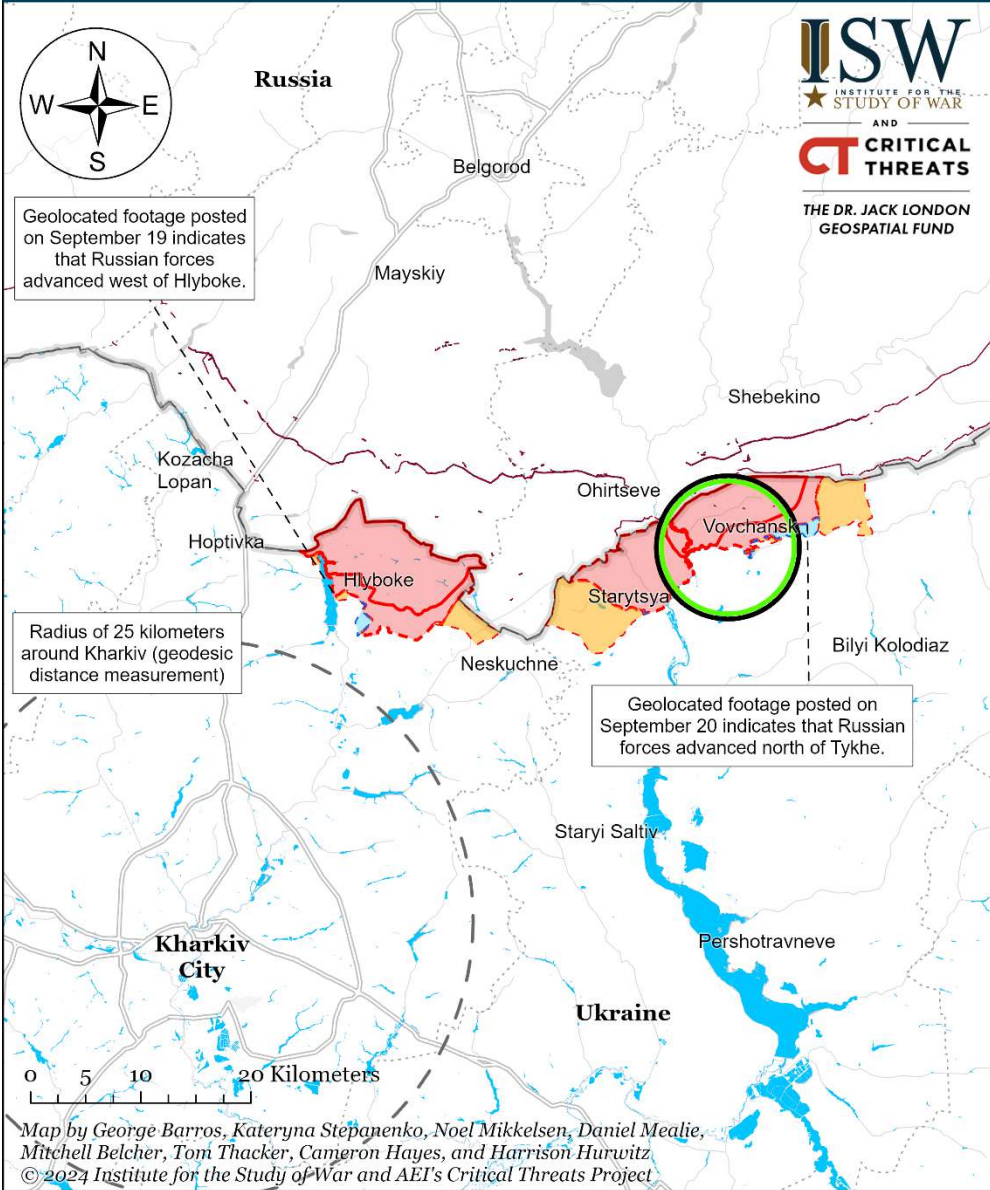 N
W
E
S
Russia
ISW
INSTITUTE FOR THE
STUDY OF WAR
AND
CT CRITICAL
THREATS
THE DR. JACK LONDON
GEOSPATIAL FUND
Belgorod
Geolocated footage posted
on September 19 indicates
that Russian forces
advanced west of Hlyboke.
Mayskiy
Shebekino
Kozacha
Lopan
Ohirtseve
Vovchansk
Hoptivka
Hlyboke
Starytsya
Radius of 25 kilometers
around Kharkiv (geodesic
distance measurement)
Neskuchne
Bilyi Kolodiaz
Geolocated footage posted on
September 20 indicates that Russian
forces advanced north of Tykhe.
Staryi Saltiv
Kharkiv
City
Pershotravneve
Ukraine
0 5 10 20 Kilometers
Map by George Barros, Kateryna Stepanenko, Noel Mikkelsen, Daniel Mealie,
Mitchell Belcher, Tom Thacker, Cameron Hayes, and Harrison Hurwitz
© 2024 Institute for the Study of War and AEI's Critical Threats Project